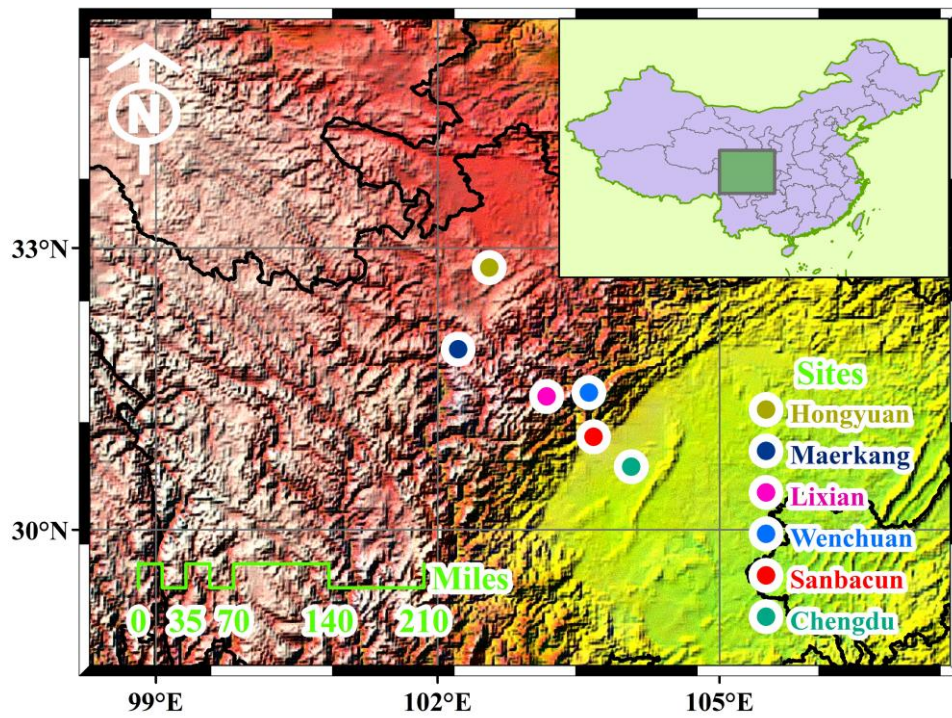 N
33°N
30°N
Sites
Hongyuan
Maerkang
Lixian
Wenchuan
Sanbacun
Chengdu
Miles
0 35 70 140 210
99°E 102°E 105°E